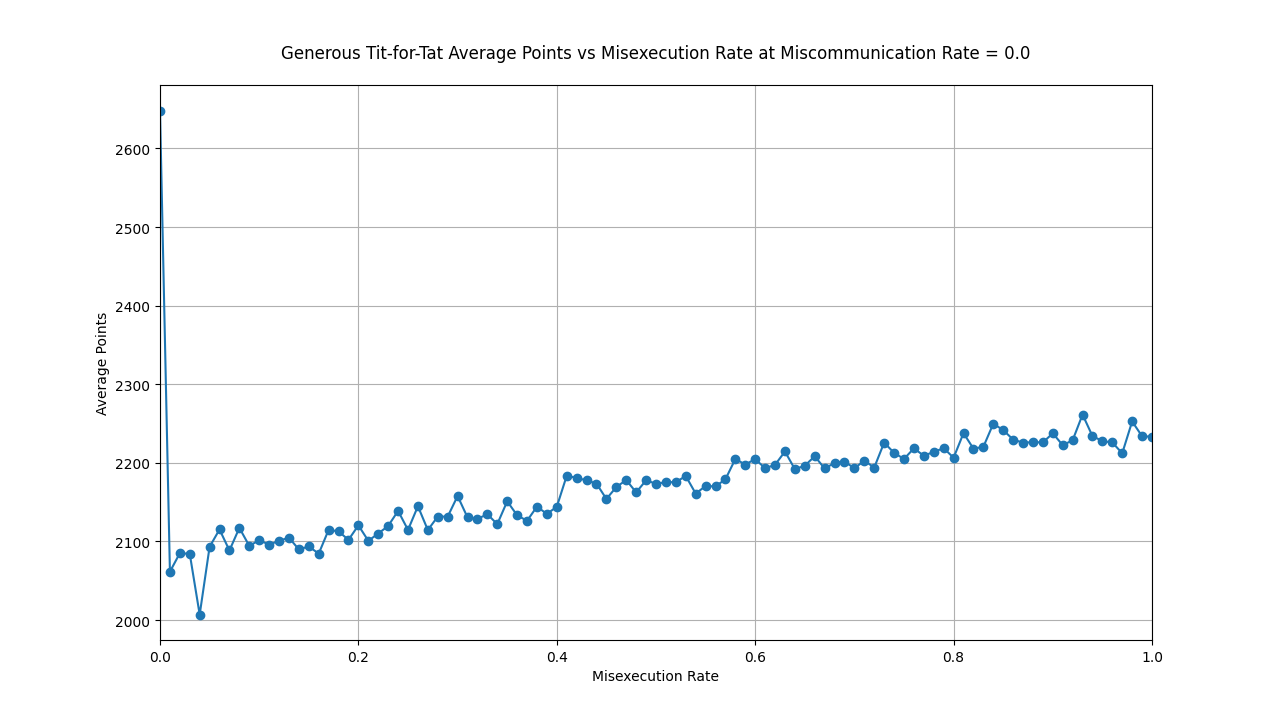 Generous Tit-for-Tat Average Points vs Misexecution Rate at Miscommunication Rate = 0.0
2600
2500
2400
2300
2200
2100
2000
Average Points
0.0 0.2 0.4 0.6 0.8 1.0
Misexecution Rate